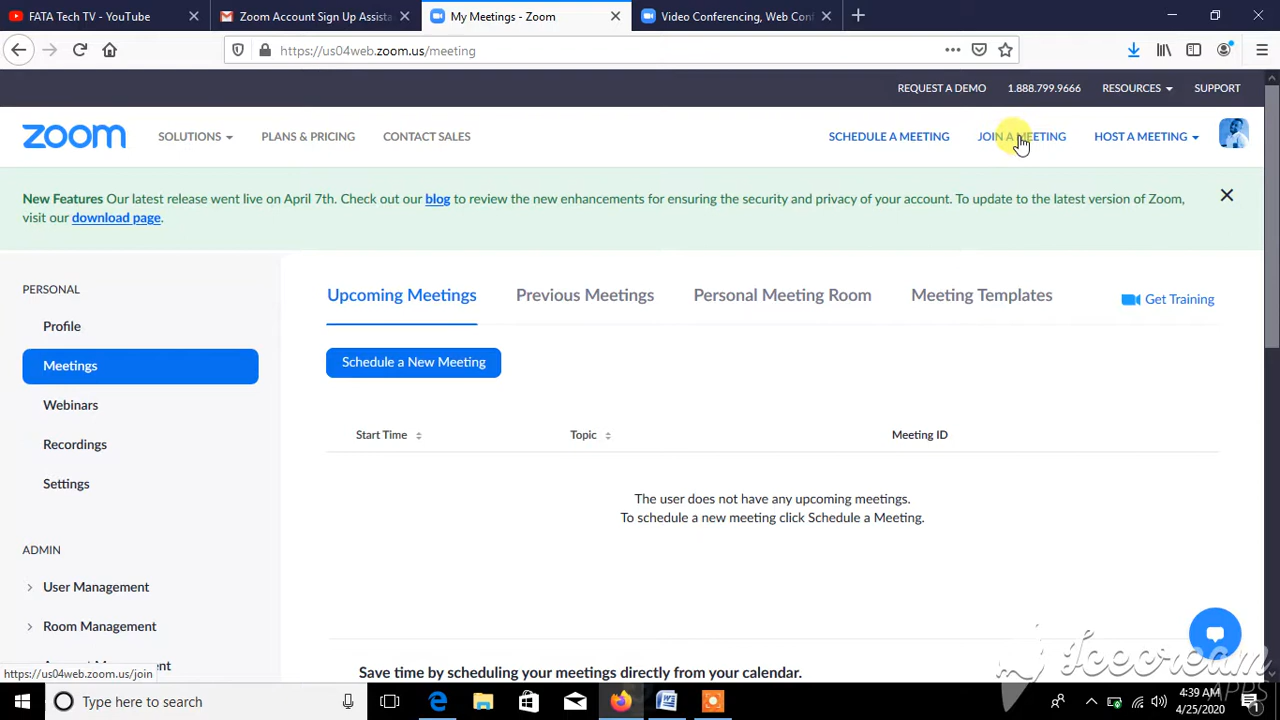 FATA Tech TV - YouTube
Zoom Account Sign Up Assista
My Meetings - Zoom
Video Conferencing, Web Conf
https://us04web.zoom.us/meeting
REQUEST A DEMO 1.888.799.9666 RESOURCES SUPPORT
zoom SOLUTIONS PLANS & PRICING CONTACT SALES SCHEDULE A MEETING JOIN A MEETING HOST A MEETING
New Features Our latest release went live on April 7th. Check out our blog to review the new enhancements for ensuring the security and privacy of your account. To update to the latest version of Zoom,
visit our download page.
PERSONAL
Profile
Meetings
Webinars
Recordings
Settings
ADMIN
User Management
Room Management
https://us04web.zoom.us/join
Upcoming Meetings Previous Meetings Personal Meeting Room Meeting Templates Get Training
Schedule a New Meeting
Start Time Topic Meeting ID
The user does not have any upcoming meetings.
To schedule a new meeting click Schedule a Meeting.
Save time by scheduling your meetings directly from your calendar.
Icecream
APPS
Type here to search
4:39 AM
4/25/2020
1